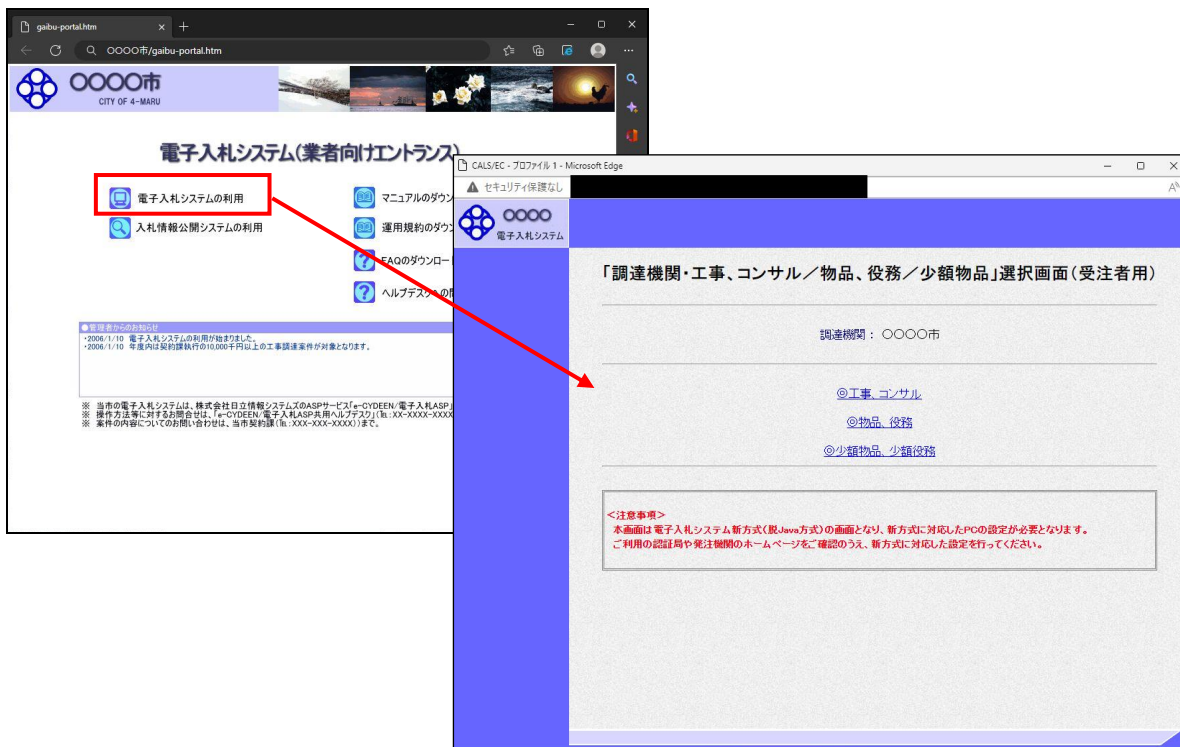 gaibu-portal.htm
〇〇〇〇市/gaibu-portal.htm
〇〇〇〇市
CITY OF 4-MARU
電子入札システム(業者向けエントランス)
電子入札システムの利用
入札情報公開システムの利用
マニュアルのダウン
運用規約のダウ
FAQのダウンロー
ヘルプデスクへの
●管理者からのお知らせ
・2006/1/10 電子入札システムの利用が始まりました。
・2006/1/10 年度内は契約課執行の10,000千円以上の工事調達案件が対象となります。
※ 当市の電子入札システムは、株式会社日立情報システムズのASPサービス「e-CYDEEN/電子入札ASP」
※ 操作方法等に対するお問合せは、「e-CYDEEN/電子入札ASP共用ヘルプデスク」(℡:XX-XXXX-XXXX
※ 案件の内容についてのお問い合わせは、当市契約課(℡:XXX-XXX-XXXX))まで。
CALS/EC - プロファイル 1 - Microsoft Edge
セキュリティ保護なし
〇〇〇〇
電子入札システム
「調達機関・工事、コンサル／物品、役務／少額物品」選択画面(受注者用)
調達機関： 〇〇〇〇市
◎工事、コンサル
◎物品、役務
◎少額物品、少額役務
＜注意事項＞
本画面は電子入札システム新方式(脱Java方式)の画面となり、新方式に対応したPCの設定が必要となります。
ご利用の認証局や発注機関のホームページをご確認のうえ、新方式に対応した設定を行ってください。